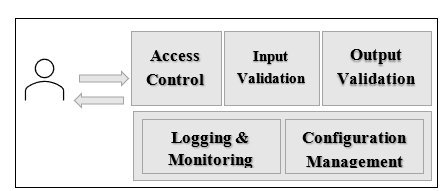 Access
Control
Input
Validation
Output
Validation
Logging &
Monitoring
Configuration
Management